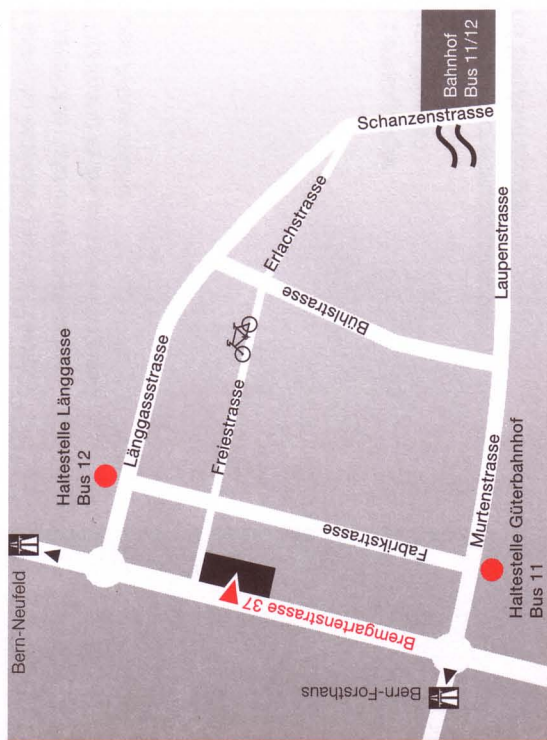 Bern-Neufeld
Haltestelle Länggasse
Bus 12
Länggassstrasse
Freiestrasse
Erlachstrasse
Bühlstrasse
Schanzenstrasse
Bahnhof
Bus 11/12
Laupenstrasse
Murtenstrasse
Fabrikstrasse
Bremgartenstrasse 37
Bern-Forsthaus
Haltestelle Güterbahnhof
Bus 11